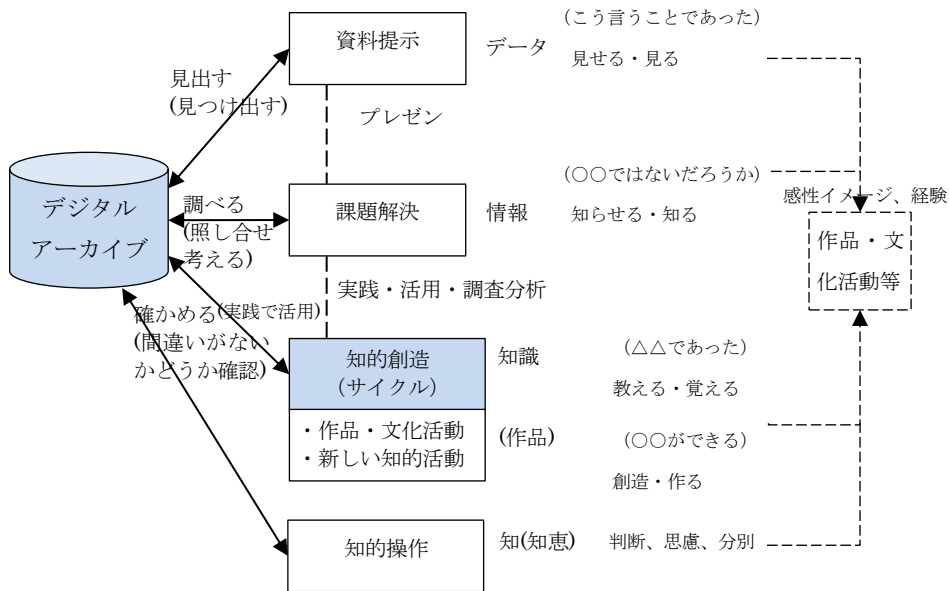 資料提示
データ
(こう言うことであった)
見せる・見る
見出す
(見つけ出す)
プレゼン
デジタル
アーカイブ
調べる
(照し合せ
考える)
課題解決
情報
(○○ではないだろうか)
知らせる・知る
感性イメージ、経験
作品・文
化活動等
実践・活用・調査分析
確かめる(実践で活用)
(間違いがない
かどうか確認)
知的創造
(サイクル)
・作品・文化活動
・新しい知的活動
知識
(△△であった)
教える・覚える
(作品)
(○○ができる)
創造・作る
知的操作
知(知恵)
判断、思慮、分別